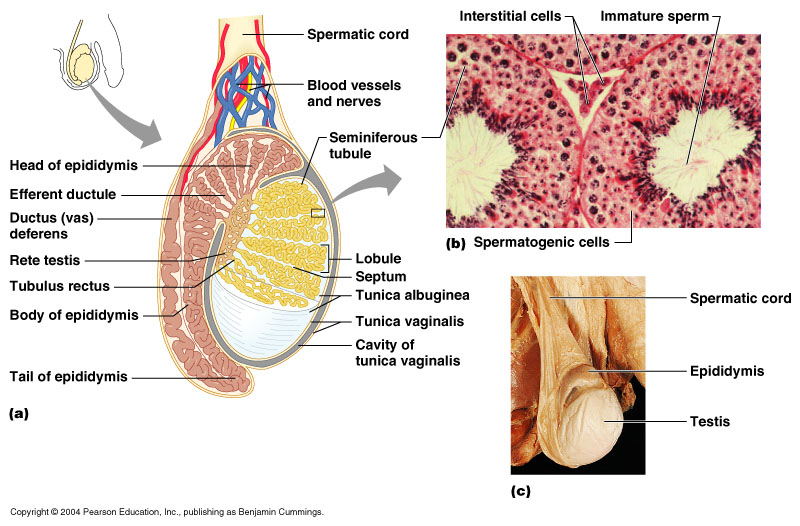 Spermatic cord
Blood vessels
and nerves
Seminiferous
tubule
Head of epididymis
Efferent ductule
Ductus (vas)
deferens
Rete testis
Tubulus rectus
Body of epididymis
Tail of epididymis
Lobule
Septum
Tunica albuginea
Tunica vaginalis
Cavity of
tunica vaginalis
(a)
Interstitial cells
Immature sperm
(b) Spermatogenic cells
Spermatic cord
Epididymis
Testis
(c)
Copyright © 2004 Pearson Education, Inc., publishing as Benjamin Cummings.